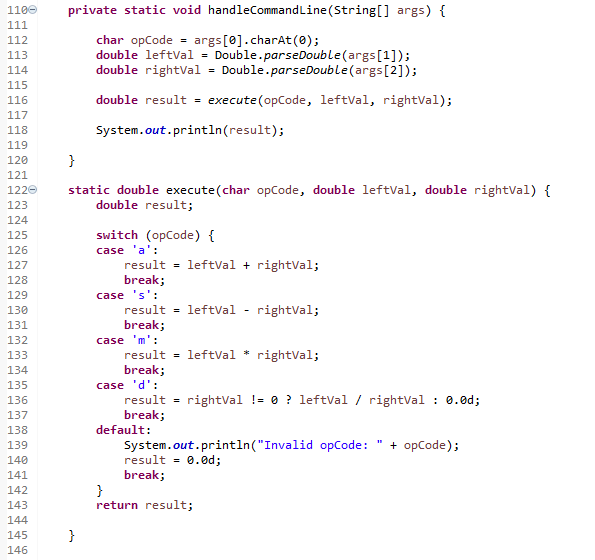 110 private static void handleCommandLine(String[] args) {
111
112 char opCode = args[0].charAt(0);
113 double leftVal = Double.parseDouble(args[1]);
114 double rightVal = Double.parseDouble(args[2]);
115
116 double result = execute(opCode, leftVal, rightVal);
117
118 System.out.println(result);
119
120 }
121
122 static double execute(char opCode, double leftVal, double rightVal) {
123 double result;
124
125 switch (opCode) {
126 case 'a':
127 result = leftVal + rightVal;
128 break;
129 case 's':
130 result = leftVal - rightVal;
131 break;
132 case 'm':
133 result = leftVal * rightVal;
134 break;
135 case 'd':
136 result = rightVal != 0 ? leftVal / rightVal : 0.0d;
137 break;
138 default:
139 System.out.println("Invalid opCode: " + opCode);
140 result = 0.0d;
141 break;
142 }
143 return result;
144
145 }
146